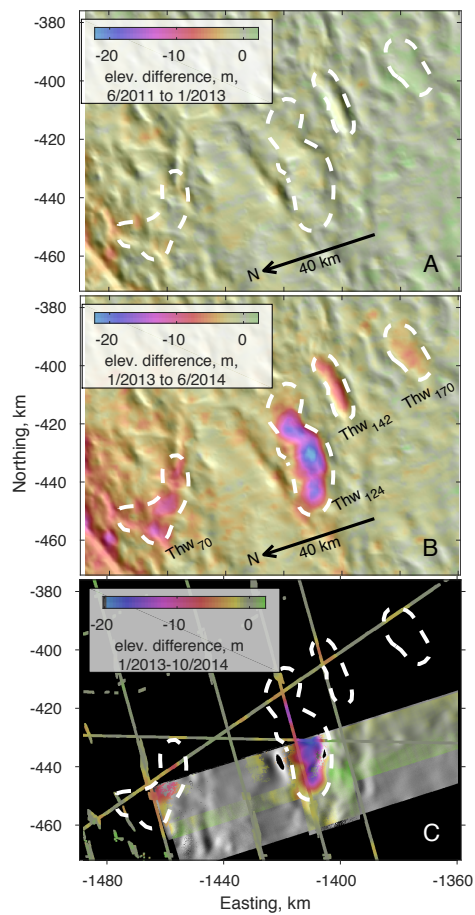 -380
-20 -10 0
-400
elev. difference, m,
6/2011 to 1/2013
-420
-440
-460
N 40 km
A
-380
-20 -10 0
-400
elev. difference, m,
1/2013 to 6/2014
Thw 170
Thw 142
-420
-440
Thw 124
-460
Thw 70
N 40 km
B
Northing, km
-380
-20 -10 0
-400
elev. difference, m
1/2013-10/2014
-420
-440
-460
C
-1480 -1440 -1400 -1360
Easting, km